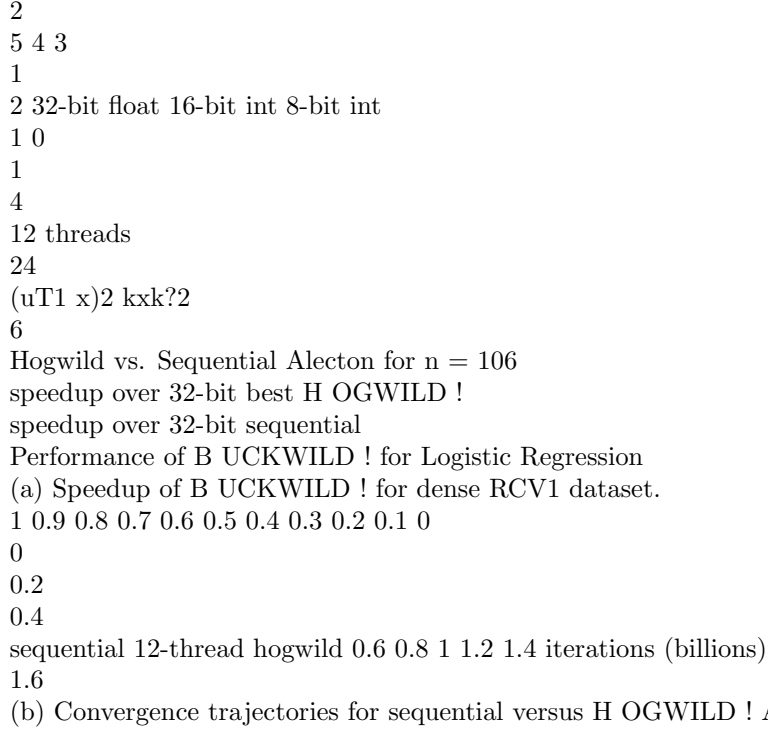 2
5 4 3
1
2 32-bit float 16-bit int 8-bit int
1 0
1
4
12 threads
24
(uT1 x)2 kxk?2
6
Hogwild vs. Sequential Alecton for n = 106
speedup over 32-bit best H OGWILD !
speedup over 32-bit sequential
Performance of B UCKWILD ! for Logistic Regression
(a) Speedup of B UCKWILD ! for dense RCV1 dataset.
1 0.9 0.8 0.7 0.6 0.5 0.4 0.3 0.2 0.1 0
0
0.2
0.4
sequential 12-thread hogwild 0.6 0.8 1 1.2 1.4 iterations (billions)
1.6
(b) Convergence trajectories for sequential versus H OGWILD !